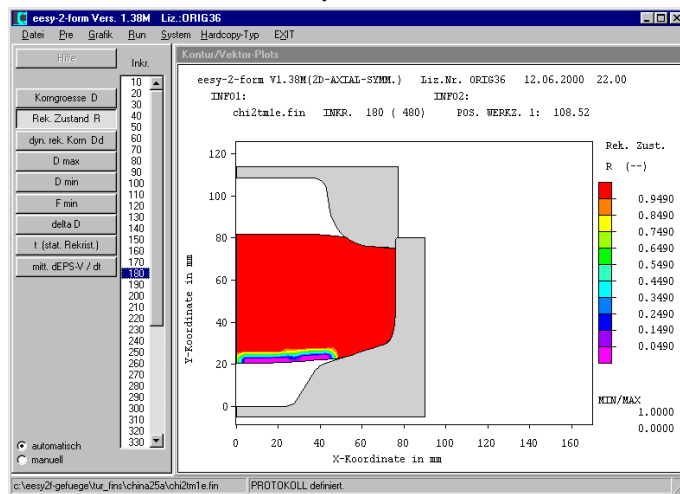 eesy-2-form Vers. 1.38M Liz.:ORIG36
Datei Pre Grafik Run System Hardcopy-Typ EXIT
Hilfe
Inkr.
Korngroesse D
Rek. Zustand R
dyn. rek. Korn Dd
D max
D min
F min
delta D
t (stat. Rekrist.)
mitt. dEPS-V / dt
10
20
30
40
50
60
70
80
90
100
110
120
130
140
150
160
170
180
190
200
210
220
230
240
250
260
270
280
290
300
310
320
330
automatisch
manuell
Kontur/Vektor-Plots
eesy-2-form V1.38M(2D-AXIAL-SYMM.) Liz.Nr. ORIG36 12.06.2000 22.00
INFO1: INFO2:
chi2tm1e.fin INKR. 180 ( 480) POS. WERKZ. 1: 108.52
Rek. Zust.
R (--)
0.9490
0.8490
0.7490
0.6490
0.5490
0.4490
0.3490
0.2490
0.1490
0.0490
MIN/MAX
1.0000
0.0000
Y-Koordinate in mm
120
100
80
60
40
20
0
0 20 40 60 80 100 120 140 160
X-Koordinate in mm
c:\eesy2f-gefuege\tur_fins\china25a\chi2tm1e.fin PROTOKOLL definiert.